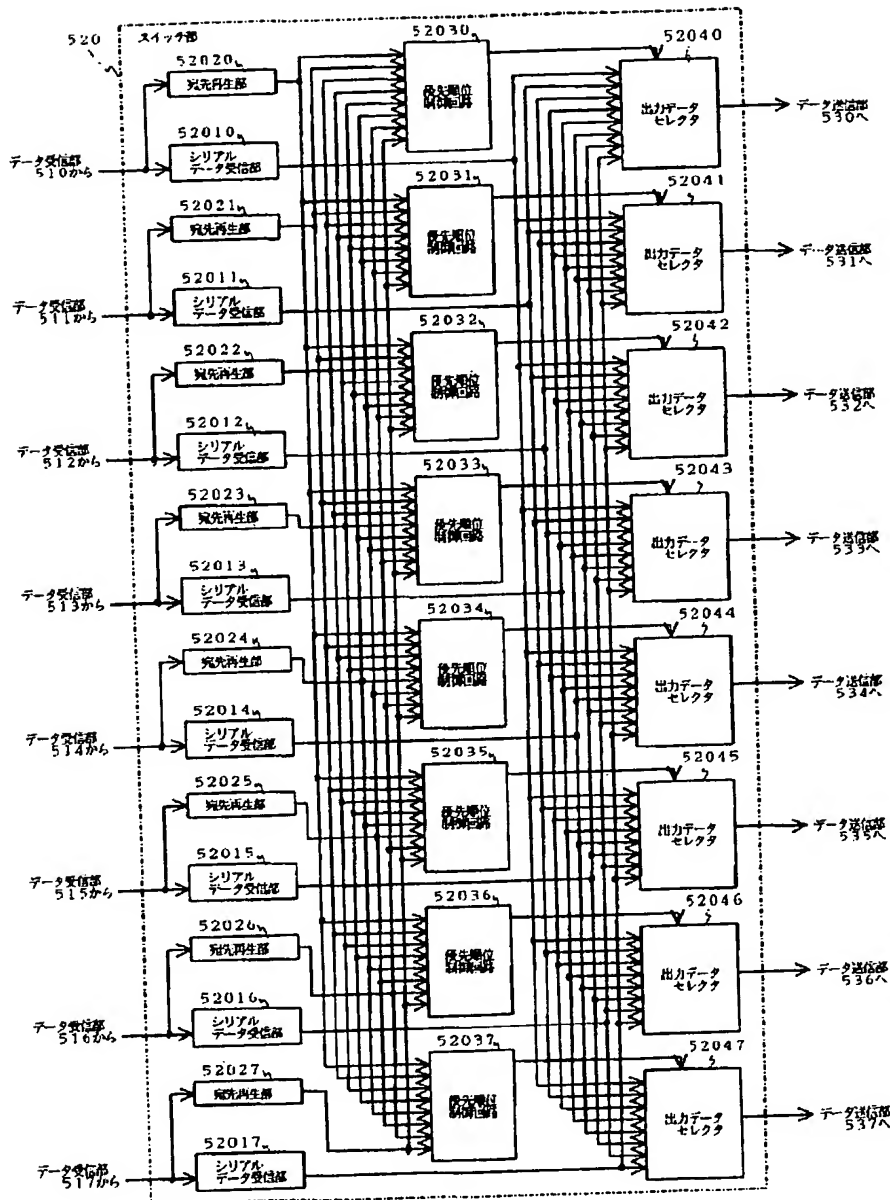 520
スイッチ部
52020
宛先再生部
52010
シリアル
データ受信部
データ受信部
510から
52030
優先順位
制御回路
52040
出力データ
セレクタ
データ送信部
530へ
52021
宛先再生部
52011
シリアル
データ受信部
データ受信部
511から
52031
優先順位
制御回路
52041
出力データ
セレクタ
データ送信部
531へ
52022
宛先再生部
52012
シリアル
データ受信部
データ受信部
512から
52032
優先順位
制御回路
52042
出力データ
セレクタ
データ送信部
532へ
52023
宛先再生部
52013
シリアル
データ受信部
データ受信部
513から
52033
優先順位
制御回路
52043
出力データ
セレクタ
データ送信部
533へ
52024
宛先再生部
52014
シリアル
データ受信部
データ受信部
514から
52034
優先順位
制御回路
52044
出力データ
セレクタ
データ送信部
534へ
52025
宛先再生部
52015
シリアル
データ受信部
データ受信部
515から
52035
優先順位
制御回路
52045
出力データ
セレクタ
データ送信部
535へ
52026
宛先再生部
52016
シリアル
データ受信部
データ受信部
516から
52036
優先順位
制御回路
52046
出力データ
セレクタ
データ送信部
536へ
52027
宛先再生部
52017
シリアル
データ受信部
データ受信部
517から
52037
優先順位
制御回路
52047
出力データ
セレクタ
データ送信部
537へ